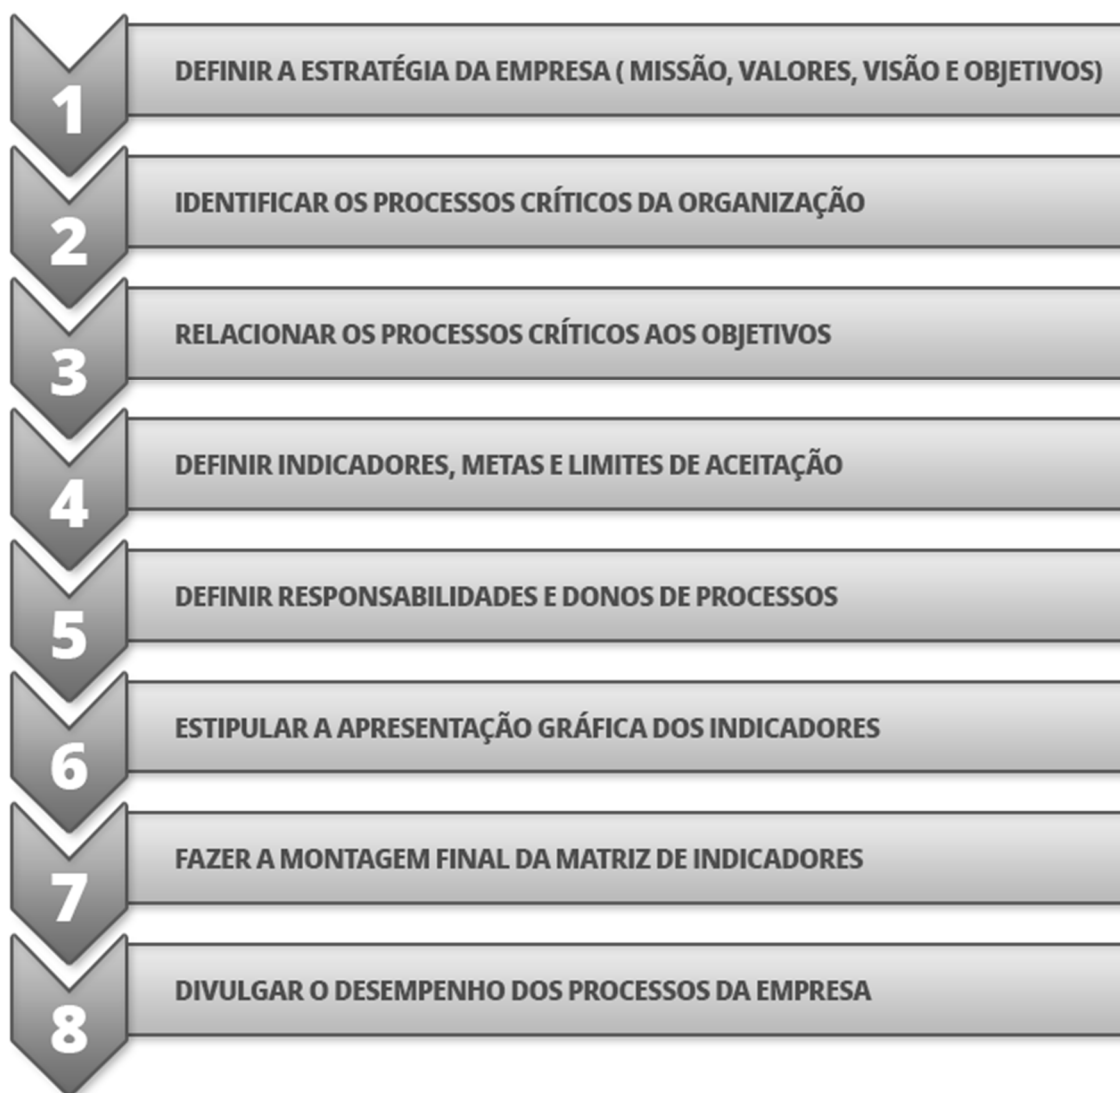 1
DEFINIR A ESTRATÉGIA DA EMPRESA ( MISSÃO, VALORES, VISÃO E OBJETIVOS)
2
IDENTIFICAR OS PROCESSOS CRÍTICOS DA ORGANIZAÇÃO
3
RELACIONAR OS PROCESSOS CRÍTICOS AOS OBJETIVOS
4
DEFINIR INDICADORES, METAS E LIMITES DE ACEITAÇÃO
5
DEFINIR RESPONSABILIDADES E DONOS DE PROCESSOS
6
ESTIPULAR A APRESENTAÇÃO GRÁFICA DOS INDICADORES
7
FAZER A MONTAGEM FINAL DA MATRIZ DE INDICADORES
8
DIVULGAR O DESEMPENHO DOS PROCESSOS DA EMPRESA